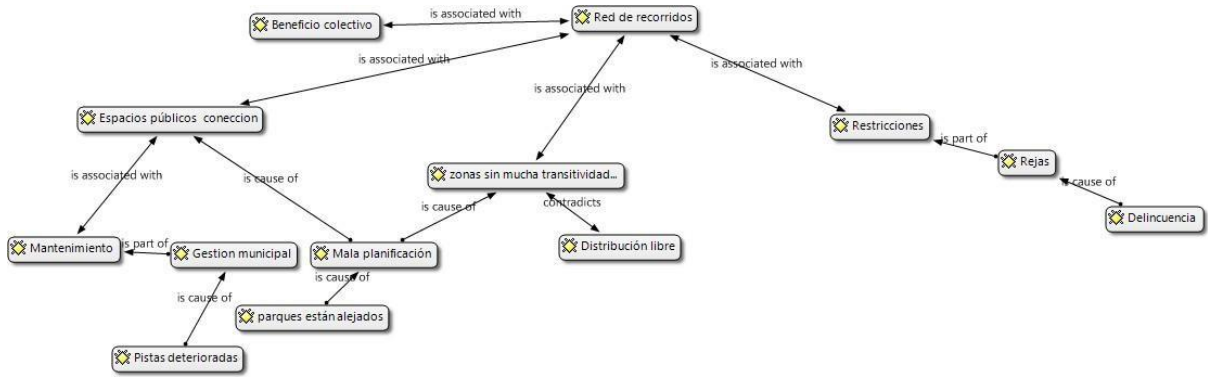 Red de recorridos
is associated with
Beneficio colectivo
is associated with
is associated with
is associated with
Espacios públicos coneccion
Restricciones
is part of
Rejas
is associated with
is cause of
zonas sin mucha transitividad...
is cause of
is cause of
contradicts
Delincuencia
Mantenimiento
is part of
Gestion municipal
Mala planificación
Distribución libre
is cause of
is cause of
parques están alejados
Pistas deterioradas